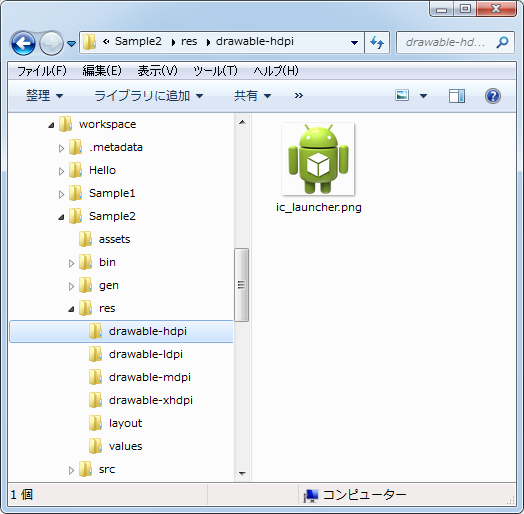 « Sample2 ▸ res ▸ drawable-hdpi
drawable-hd...
ファイル(F) 編集(E) 表示(V) ツール(T) ヘルプ(H)
整理 ライブラリに追加 共有 »
workspace
.metadata
Hello
Sample1
Sample2
assets
bin
gen
res
drawable-hdpi
drawable-ldpi
drawable-mdpi
drawable-xhdpi
layout
values
src
ic_launcher.png
1 個
コンピューター